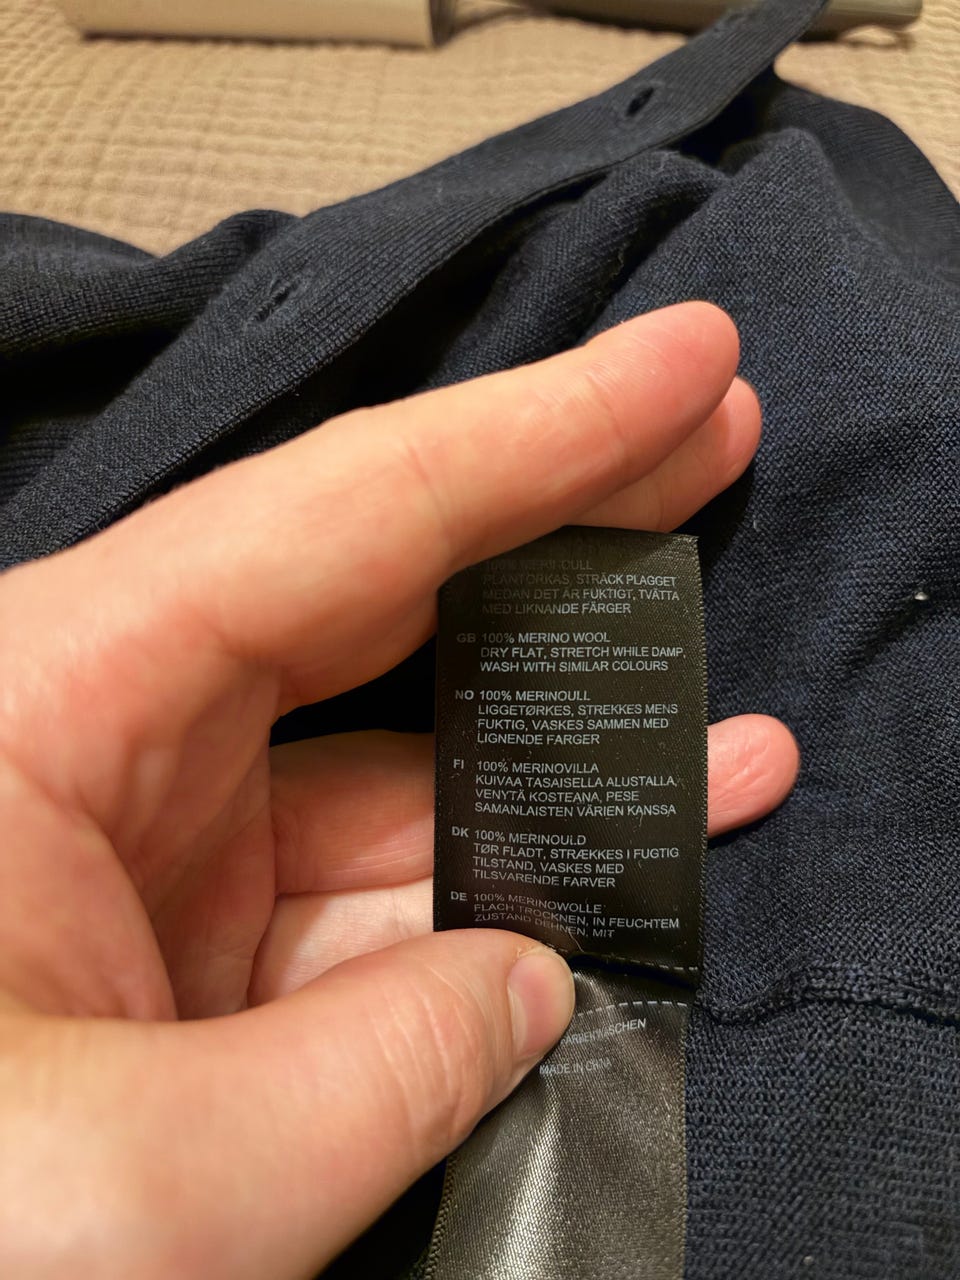 100% MERINOULL
PLANTORKAS, STRÄCK PLAGGET
MEDAN DET ÄR FUKTIGT, TVÄTTA
MED LIKNANDE FÄRGER
GB 100% MERINO WOOL
DRY FLAT, STRETCH WHILE DAMP,
WASH WITH SIMILAR COLOURS
NO 100% MERINOULL
LIGGETØRKES, STREKKES MENS
FUKTIG, VASKES SAMMEN MED
LIGNENDE FARGER
FI 100% MERINOVILLA
KUIVAA TASAISELLA ALUSTALLA,
VENYTÄ KOSTEANA, PESE
SAMANLAISTEN VÄRIEN KANSSA
DK 100% MERINOULD
TØR FLADT, STRÆKKES I FUGTIG
TILSTAND, VASKES MED
TILSVARENDE FARVER
DE 100% MERINOWOLLE
FLACH TROCKNEN, IN FEUCHTEM
ZUSTAND DEHNEN, MIT
MADE IN CHINA